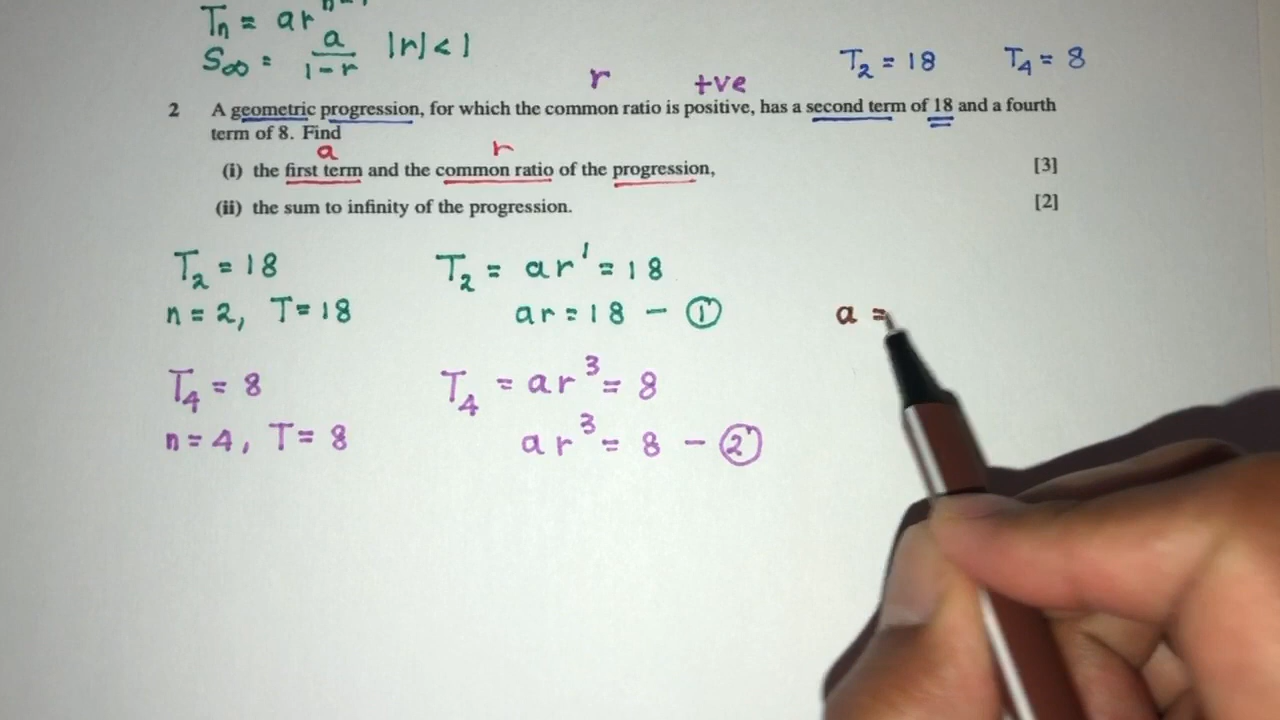 Tₙ = arⁿ⁻¹
S∞ = a/(1-r) |r|<1
T₂ = 18 T₄ = 8
r +ve
2 A geometric progression, for which the common ratio is positive, has a second term of 18 and a fourth
term of 8. Find
a r
(i) the first term and the common ratio of the progression, [3]
(ii) the sum to infinity of the progression. [2]
T₂ = 18 T₂ = ar¹ = 18
n = 2, T = 18 ar = 18 - ① a =
T₄ = 8 T₄ = ar³ = 8
n = 4, T = 8 ar³ = 8 - ②